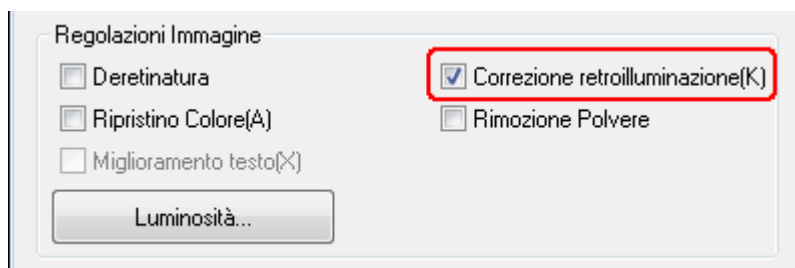 Regolazioni Immagine
Deretinatura
Correzione retroilluminazione(K)
Ripristino Colore(A)
Rimozione Polvere
Miglioramento testo(X)
Luminosità...